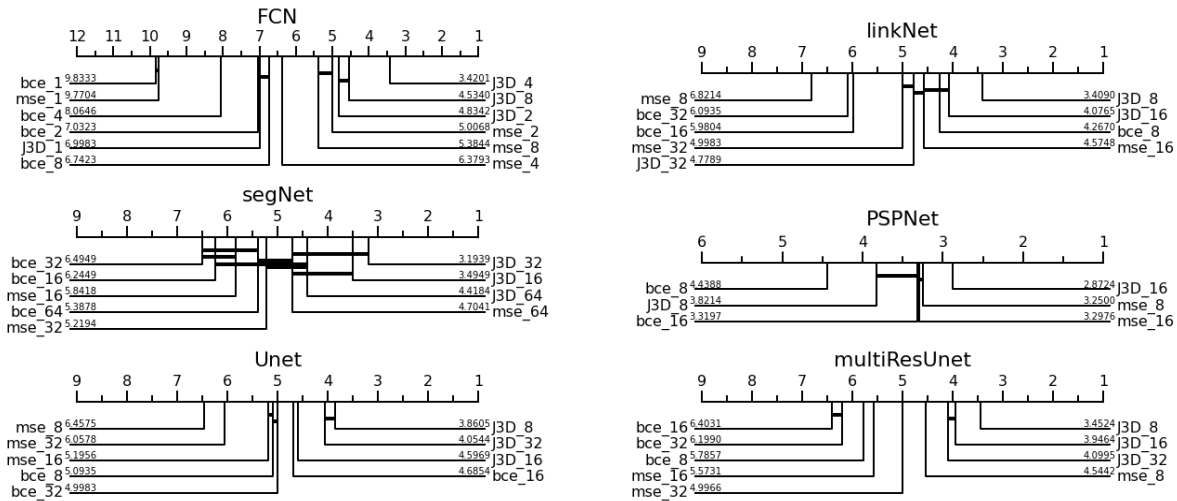 FCN
12 11 10 9 8 7 6 5 4 3 2 1
bce_1 9.8333 3.4201 J3D_4
mse_1 9.7704 4.5340 J3D_8
bce_4 8.0646 4.8342 J3D_2
bce_2 7.0323 5.0068 mse_2
J3D_1 6.9983 5.3844 mse_8
bce_8 6.7423 6.3793 mse_4
linkNet
9 8 7 6 5 4 3 2 1
mse_8 6.8214 3.4090 J3D_8
bce_32 6.0935 4.0765 J3D_16
bce_16 5.9804 4.2670 bce_8
mse_32 4.9983 4.5748 mse_16
J3D_32 4.7789
segNet
9 8 7 6 5 4 3 2 1
bce_32 6.4949 3.1939 J3D_32
bce_16 6.2449 3.4949 J3D_16
mse_16 5.8418 4.4184 J3D_64
bce_64 5.3878 4.7041 mse_64
mse_32 5.2194
PSPNet
6 5 4 3 2 1
bce_8 4.4388 2.8724 J3D_16
J3D_8 3.8214 3.2500 mse_8
bce_16 3.3197 3.2976 mse_16
Unet
9 8 7 6 5 4 3 2 1
mse_8 6.4575 3.8605 J3D_8
mse_32 6.0578 4.0544 J3D_32
mse_16 5.1956 4.5969 J3D_16
bce_8 5.0935 4.6854 bce_16
bce_32 4.9983
multiResUnet
9 8 7 6 5 4 3 2 1
bce_16 6.4031 3.4524 J3D_8
bce_32 6.1990 3.9464 J3D_16
bce_8 5.7857 4.0995 J3D_32
mse_16 5.5731 4.5442 mse_8
mse_32 4.9966